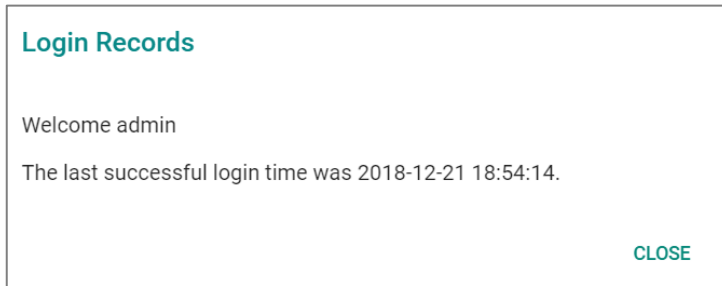 Login Records
Welcome admin
The last successful login time was 2018-12-21 18:54:14.
CLOSE